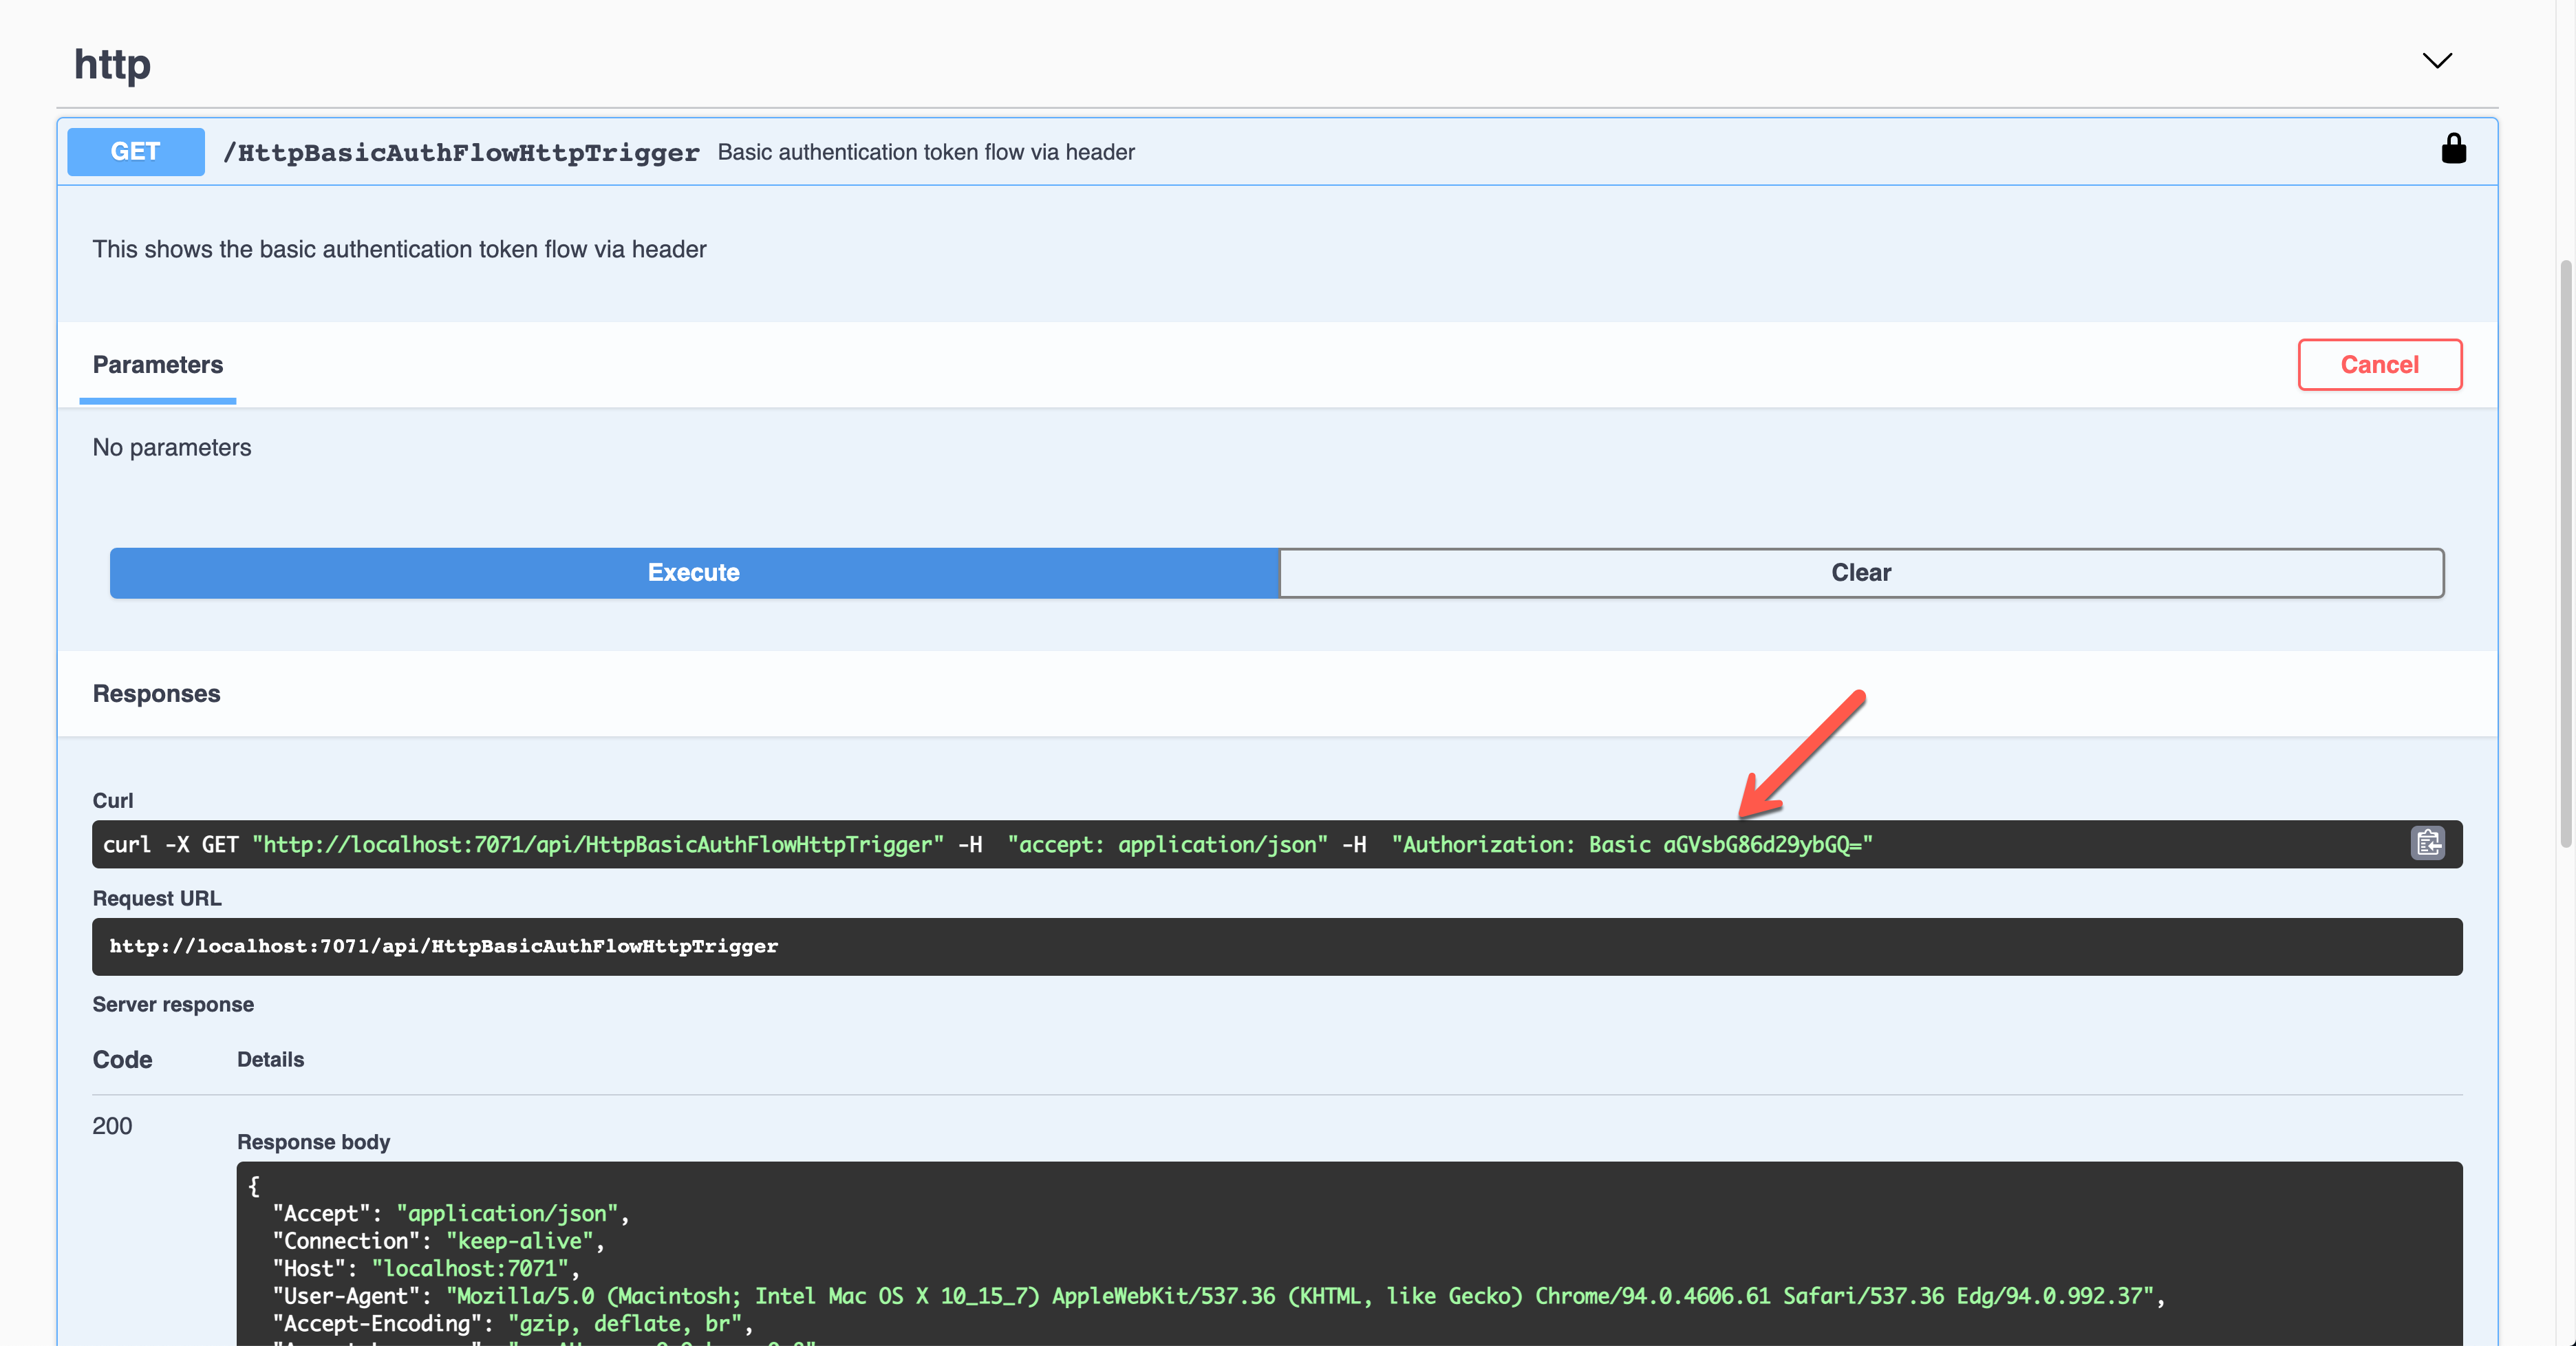 http
GET /HttpBasicAuthFlowHttpTrigger Basic authentication token flow via header
This shows the basic authentication token flow via header
Parameters Cancel
No parameters
Execute Clear
Responses
Curl
curl -X GET "http://localhost:7071/api/HttpBasicAuthFlowHttpTrigger" -H  "accept: application/json" -H  "Authorization: Basic aGVsbG86d29ybGQ="
Request URL
http://localhost:7071/api/HttpBasicAuthFlowHttpTrigger
Server response
Code Details
200
Response body
{
"Accept": "application/json",
"Connection": "keep-alive",
"Host": "localhost:7071",
"User-Agent": "Mozilla/5.0 (Macintosh; Intel Mac OS X 10_15_7) AppleWebKit/537.36 (KHTML, like Gecko) Chrome/94.0.4606.61 Safari/537.36 Edg/94.0.992.37",
"Accept-Encoding": "gzip, deflate, br",